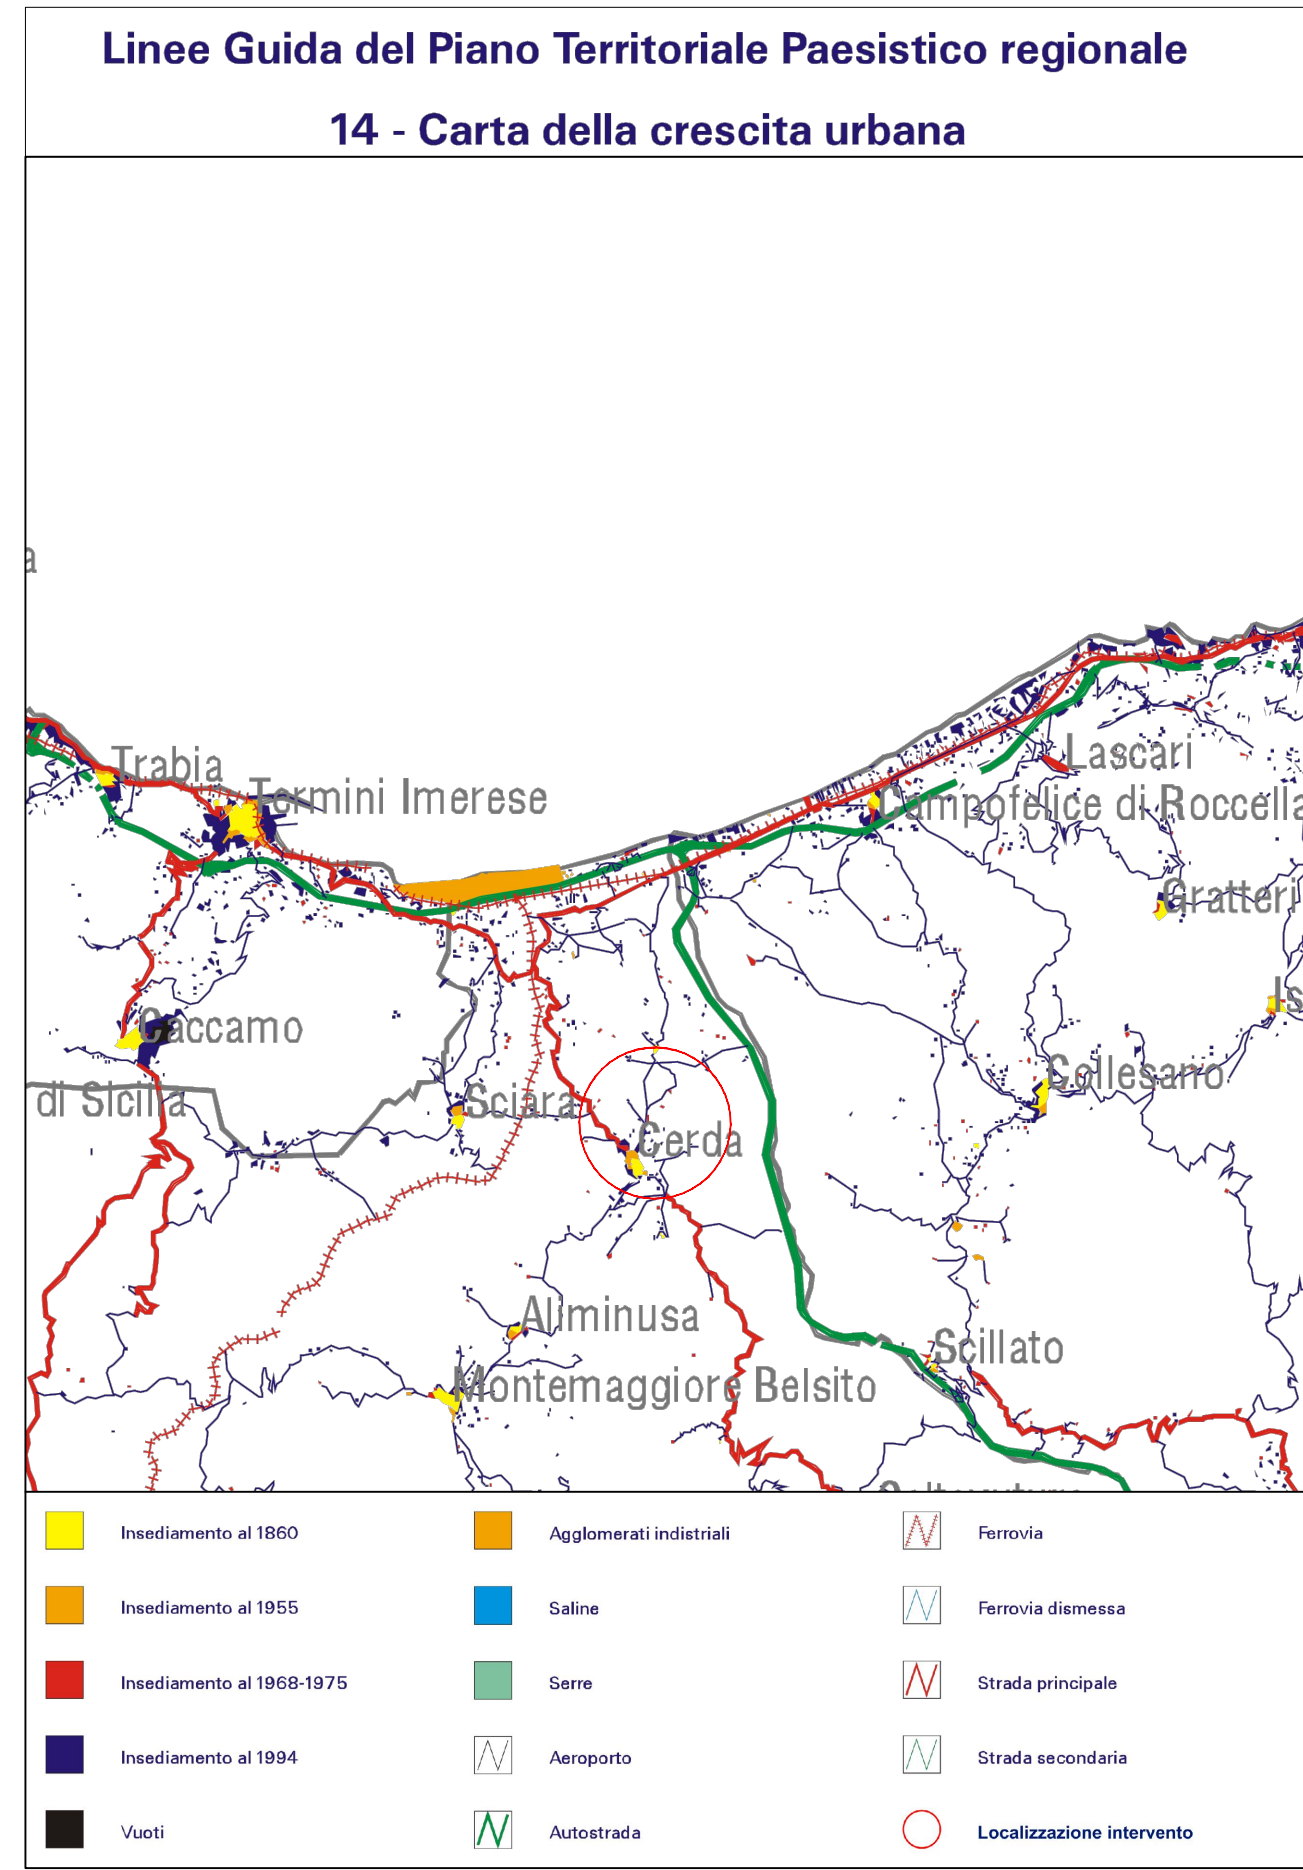 Linee Guida del Piano Territoriale Paesistico regionale
14 - Carta della crescita urbana
a
Trabia
Termini Imerese
Lascari
Campofelice di Roccella
Gratteri
Is
Caccamo
Collesano
di Sicilia
Sciara
Cerda
Aliminusa
Scillato
Montemaggiore Belsito
Insediamento al 1860
Agglomerati indistriali
Ferrovia
Insediamento al 1955
Saline
Ferrovia dismessa
Insediamento al 1968-1975
Serre
Strada principale
Insediamento al 1994
Aeroporto
Strada secondaria
Vuoti
Autostrada
Localizzazione intervento